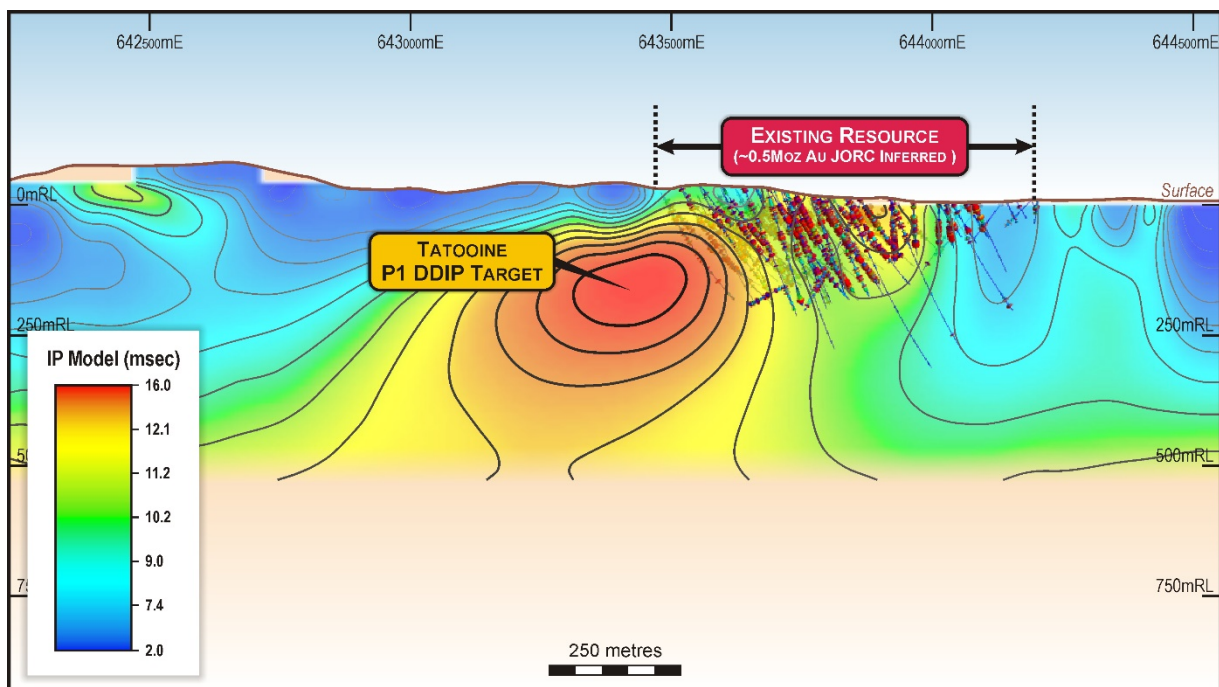 642500mE
643000mE
643500mE
644000mE
644500mE
EXISTING RESOURCE
(~0.5MOZ AU JORC INFERRED )
Surface
0mRL
TATOOINE
P1 DDIP TARGET
250mRL
250mRL
IP Model (msec)
16.0
12.1
11.2
10.2
9.0
7.4
2.0
500mRL
750mRL
250 metres